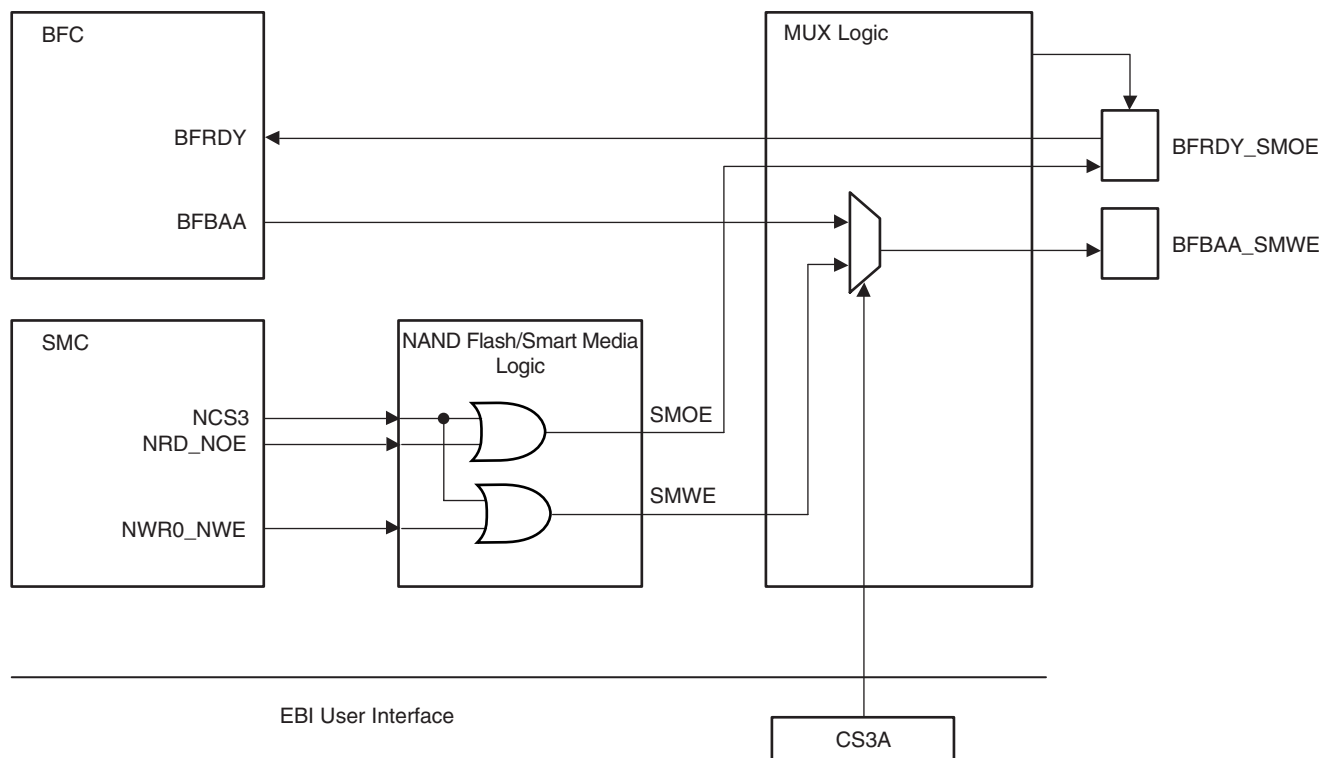 BFC
MUX Logic
BFRDY
BFRDY_SMOE
BFBAA
BFBAA_SMWE
SMC
NAND Flash/Smart Media
Logic
NCS3
SMOE
NRD_NOE
SMWE
NWR0_NWE
EBI User Interface
CS3A